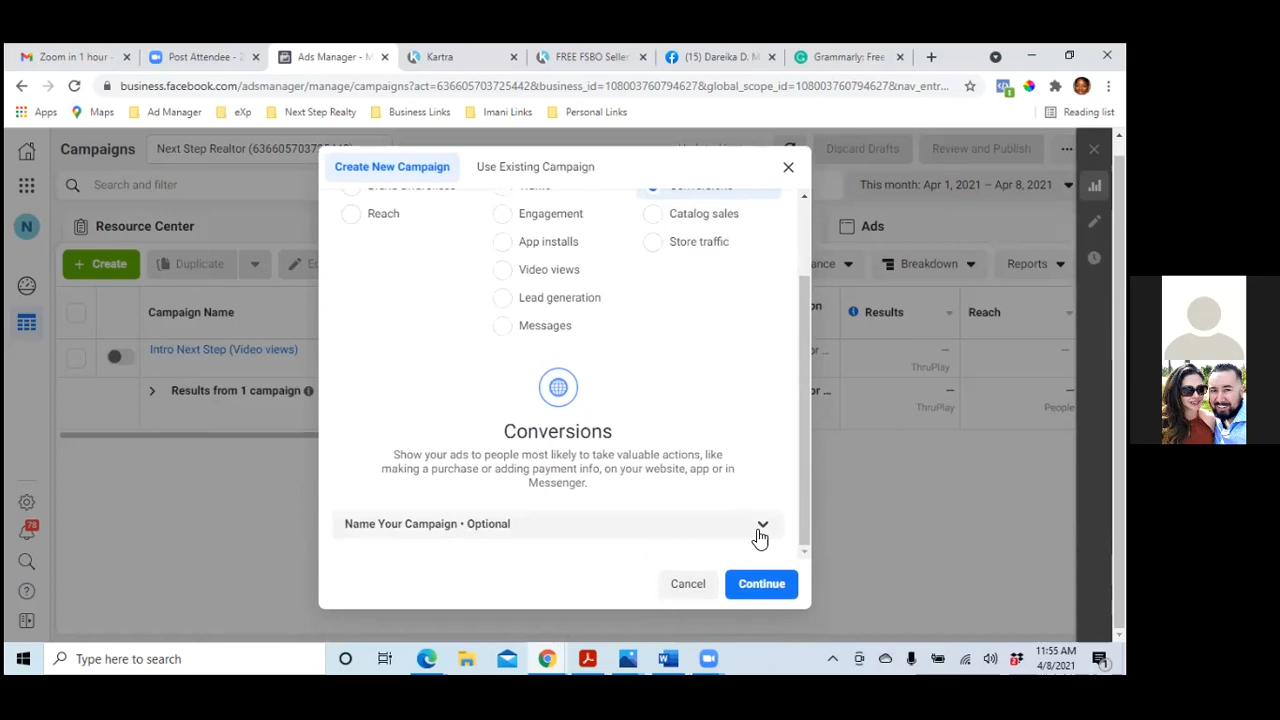 Zoom in 1 hour -
Post Attendee - 2
Ads Manager - M
Kartra
FREE FSBO Seller
(15) Dareika D. M
Grammarly: Free
business.facebook.com/adsmanager/manage/campaigns?act=636605703725442&business_id=108003760794627&global_scope_id=108003760794627&nav_entr...
Apps
Maps
Ad Manager
eXp
Next Step Realty
Business Links
Imani Links
Personal Links
Reading list
Campaigns
Discard Drafts
Review and Publish
Create New Campaign
Use Existing Campaign
Search and filter
This month: Apr 1, 2021 – Apr 8, 2021
Reach
Engagement
Catalog sales
App installs
Store traffic
Video views
Lead generation
Messages
Resource Center
Ads
+ Create
Duplicate
Breakdown
Reports
Campaign Name
Results
Reach
Intro Next Step (Video views)
ThruPlay
Results from 1 campaign
ThruPlay
People
Conversions
Show your ads to people most likely to take valuable actions, like
making a purchase or adding payment info, on your website, app or in
Messenger.
Name Your Campaign • Optional
Cancel
Continue
78
Type here to search
11:55 AM
4/8/2021
1